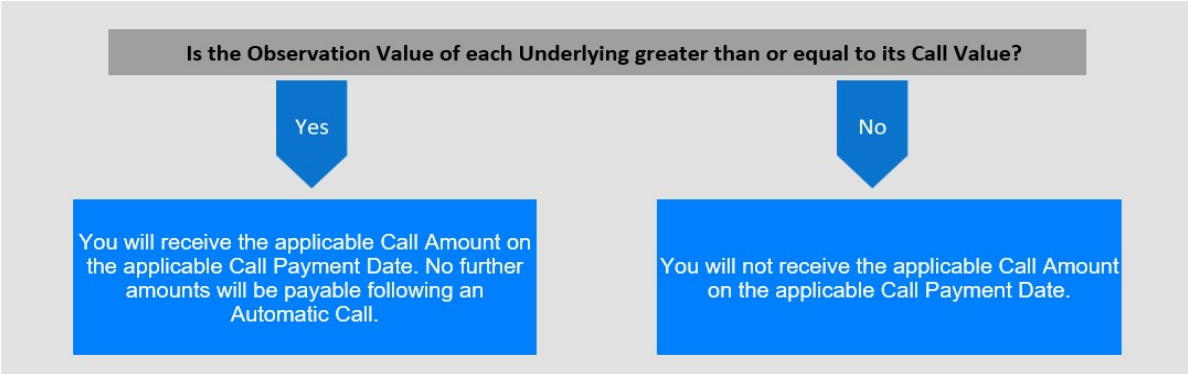 Is the Observation Value of each Underlying greater than or equal to its Call Value?
Yes
No
You will receive the applicable Call Amount on
the applicable Call Payment Date. No further
amounts will be payable following an
Automatic Call.
You will not receive the applicable Call Amount
on the applicable Call Payment Date.